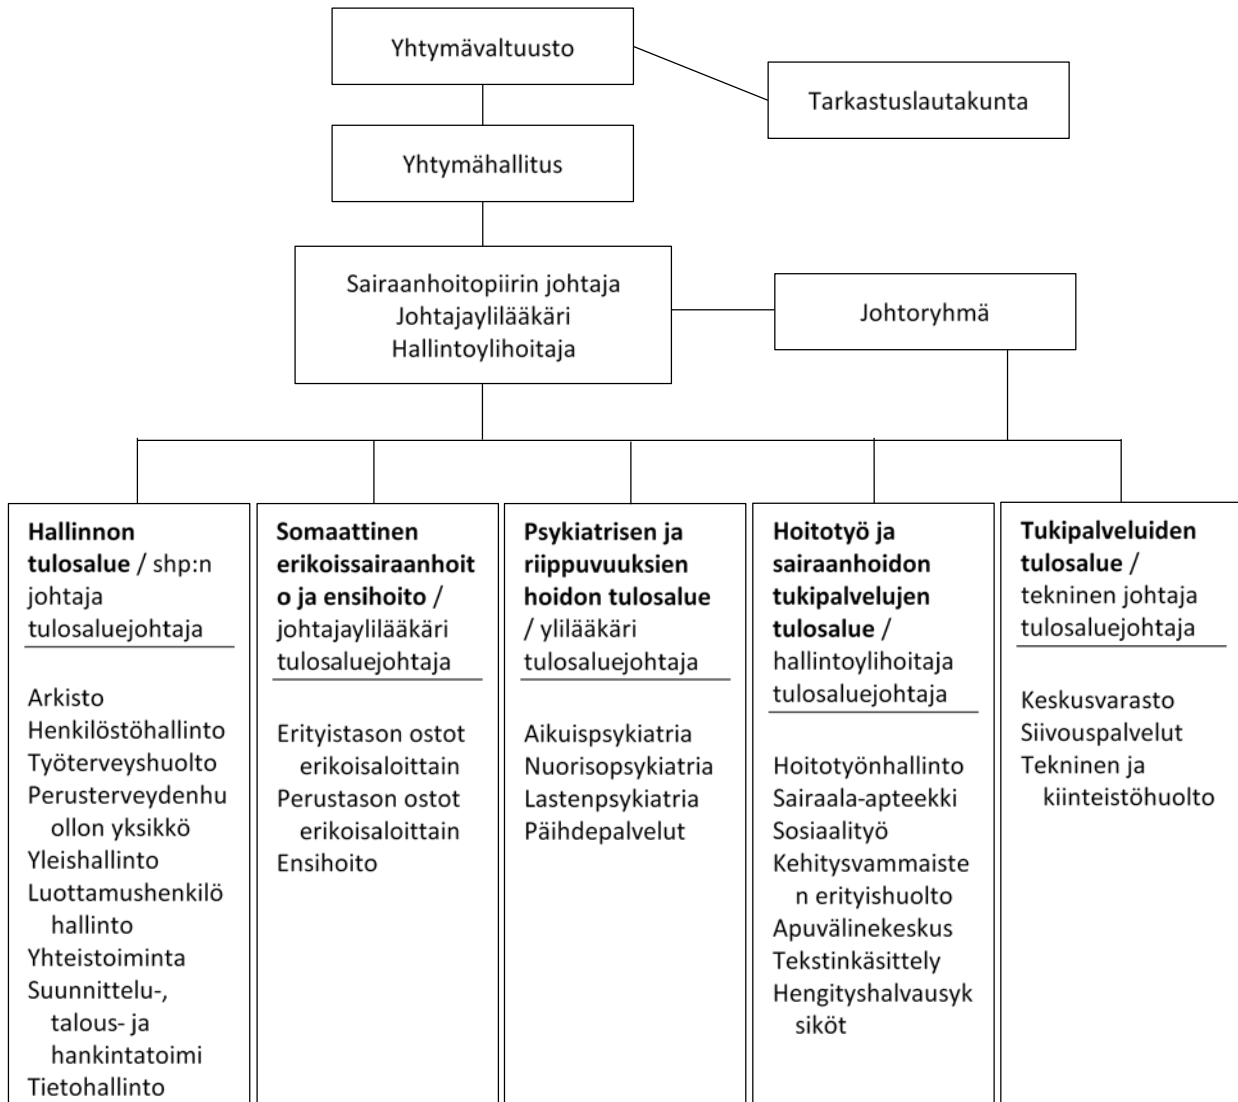 Yhtymävaltuusto
Tarkastuslautakunta
Yhtymähallitus
Sairaanhoitopiirin johtaja
Johtajaylilääkäri
Hallintoylihoitaja
Johtoryhmä
Hallinnon
tulosalue / shp:n
johtaja
tulosaluejohtaja
Arkisto
Henkilöstöhallinto
Työterveyshuolto
Perusterveydenhu
ollon yksikkö
Yleishallinto
Luottamushenkilö
hallinto
Yhteistoiminta
Suunnittelu-,
talous- ja
hankintatoimi
Tietohallinto
Somaattinen
erikoissairaanhoit
o ja ensihoito /
johtajaylilääkäri
tulosaluejohtaja
Erityistason ostot
erikoisaloittain
Perustason ostot
erikoisaloittain
Ensihoito
Psykiatrisen ja
riippuvuuksien
hoidon tulosalue
/ ylilääkäri
tulosaluejohtaja
Aikuispsykiatria
Nuorisopsykiatria
Lastenpsykiatria
Päihdepalvelut
Hoitotyö ja
sairaanhoidon
tukipalvelujen
tulosalue /
hallintoylihoitaja
tulosaluejohtaja
Hoitotyönhallinto
Sairaala-apteekki
Sosiaalityö
Kehitysvammaiste
n erityishuolto
Apuvälinekeskus
Tekstinkäsittely
Hengityshalvausyk
siköt
Tukipalveluiden
tulosalue /
tekninen johtaja
tulosaluejohtaja
Keskusvarasto
Siivouspalvelut
Tekninen ja
kiinteistöhuolto